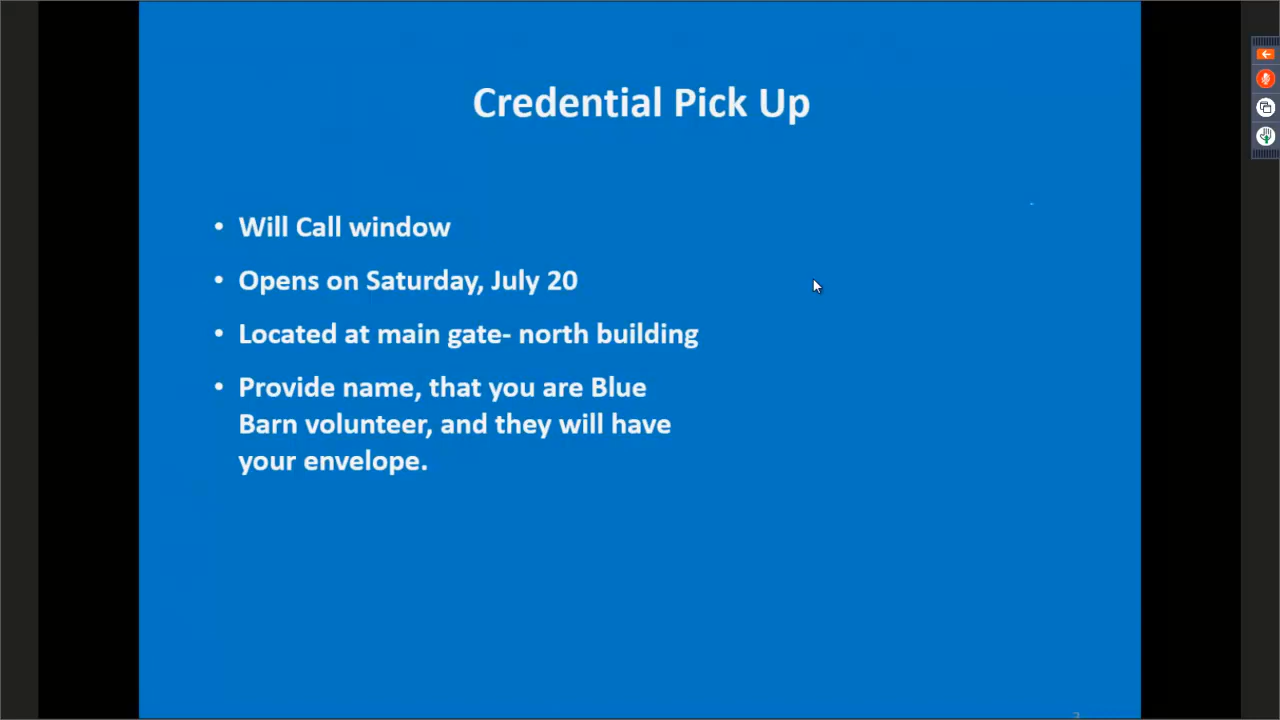 Credential Pick Up
• Will Call window
• Opens on Saturday, July 20
• Located at main gate- north building
• Provide name, that you are Blue
Barn volunteer, and they will have
your envelope.